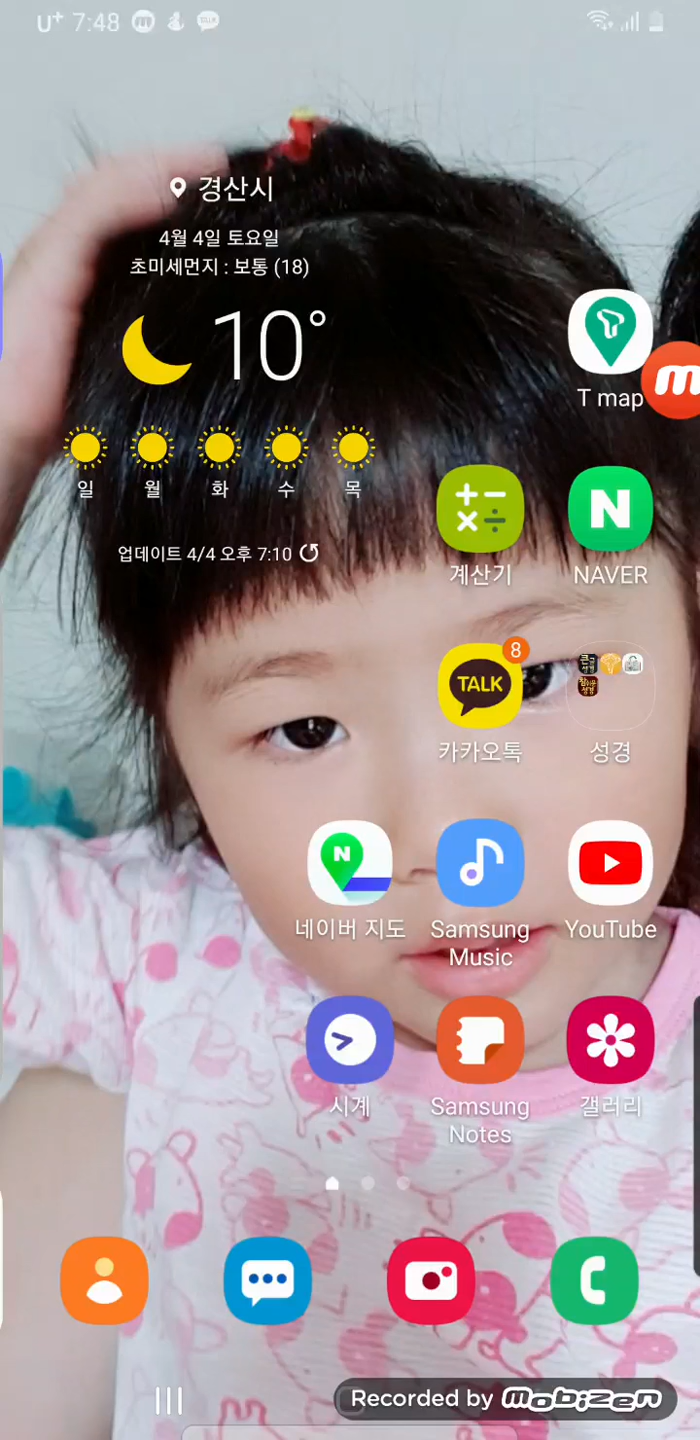 U+ 7:48
경산시
4월 4일 토요일
초미세먼지 : 보통 (18)
10°
일 월 화 수 목
업데이트 4/4 오후 7:10
T map
계산기 NAVER
8
TALK
카카오톡 성경
네이버 지도 Samsung Music YouTube
시계 Samsung Notes 갤러리
Recorded by mobizen